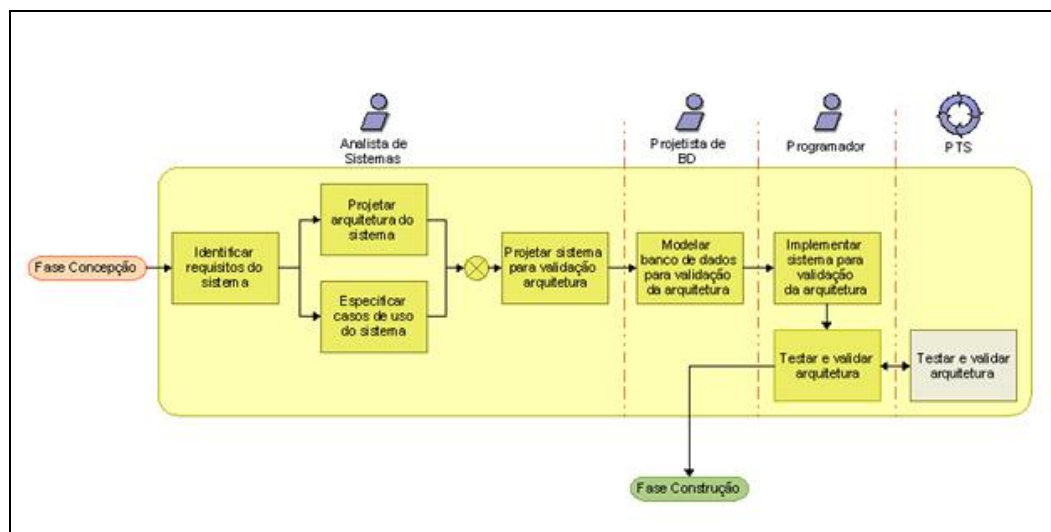 Analista de
Sistemas
Projetista de
BD
Programador
PTS
Fase Concepção
Identificar
requisitos do
sistema
Projetar
arquitetura do
sistema
Especificar
casos de uso
do sistema
Projetar sistema
para validação
arquitetura
Modelar
banco de dados
para validação
da arquitetura
Implementar
sistema para
validação
da arquitetura
Testar e validar
arquitetura
Testar e validar
arquitetura
Fase Construção